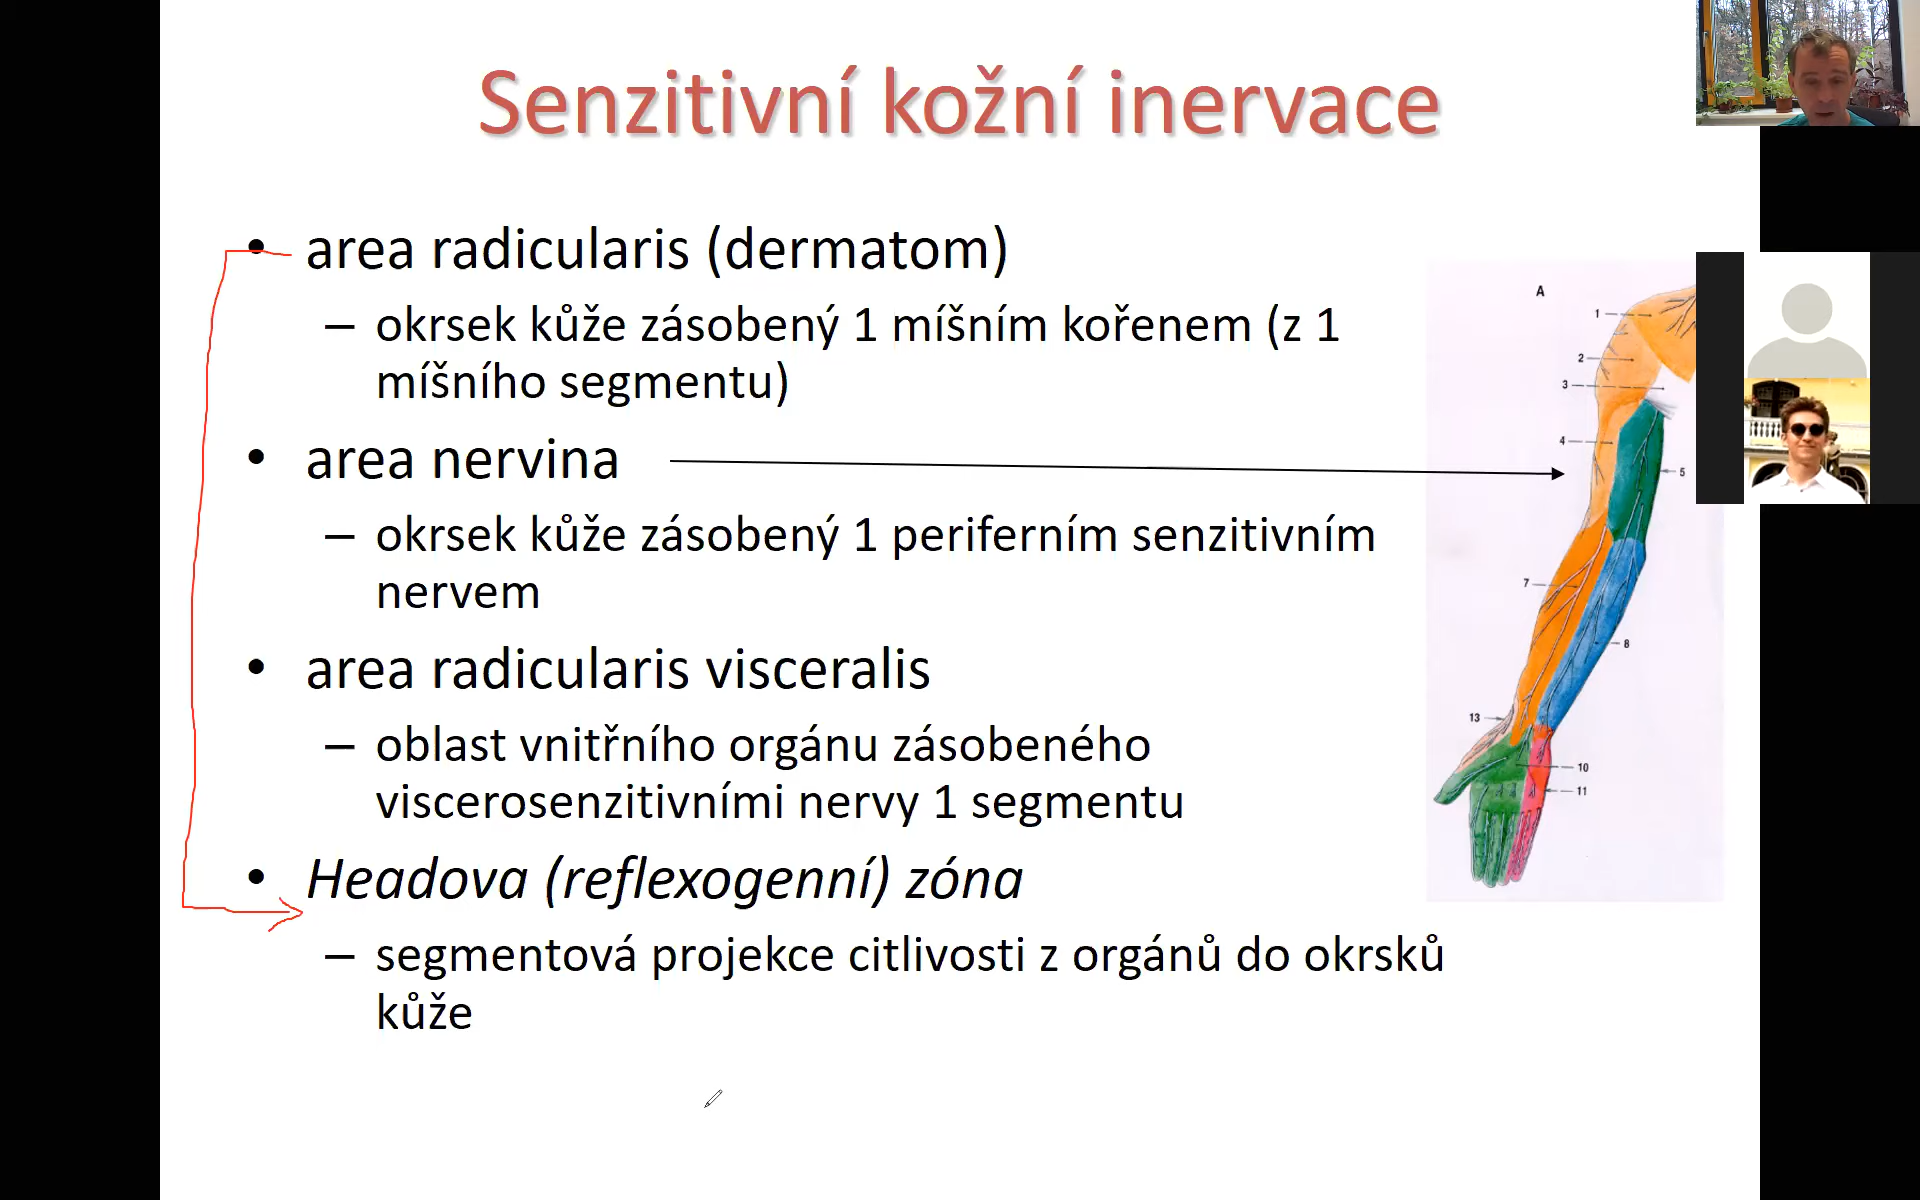 Senzitivní kožní inervace
• area radicularis (dermatom)
– okrsek kůže zásobený 1 míšním kořenem (z 1
míšního segmentu)
• area nervina
– okrsek kůže zásobený 1 periferním senzitivním
nervem
• area radicularis visceralis
– oblast vnitřního orgánu zásobeného
viscerosenzitivními nervy 1 segmentu
• Headova (reflexogenní) zóna
– segmentová projekce citlivosti z orgánů do okrsků
kůže
A
1
2
3
4
5
7
8
13
10
11